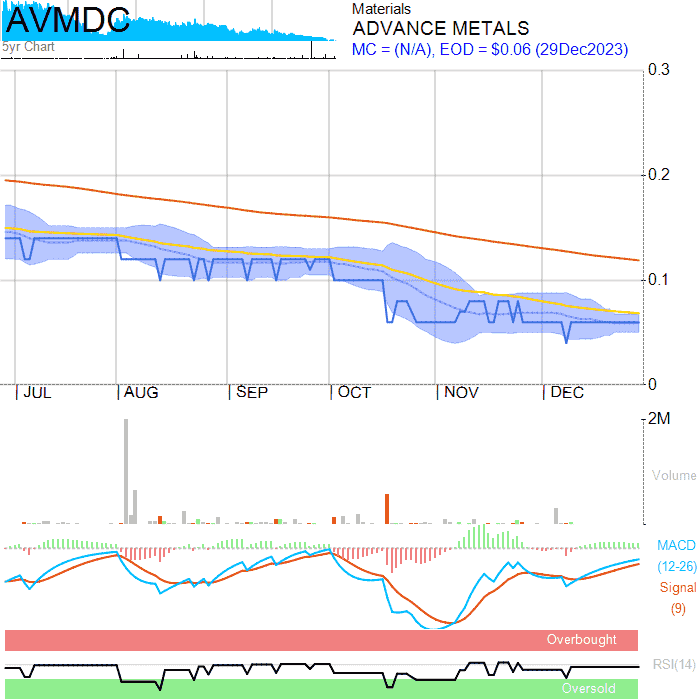 AVMDC
5yr Chart
Materials
ADVANCE METALS
MC = (N/A), EOD = $0.06 (29Dec2023)
0.3
0.2
0.1
0
JUL AUG SEP OCT NOV DEC
2M
Volume
MACD
(12-26)
Signal
(9)
Overbought
RSI(14)
Oversold